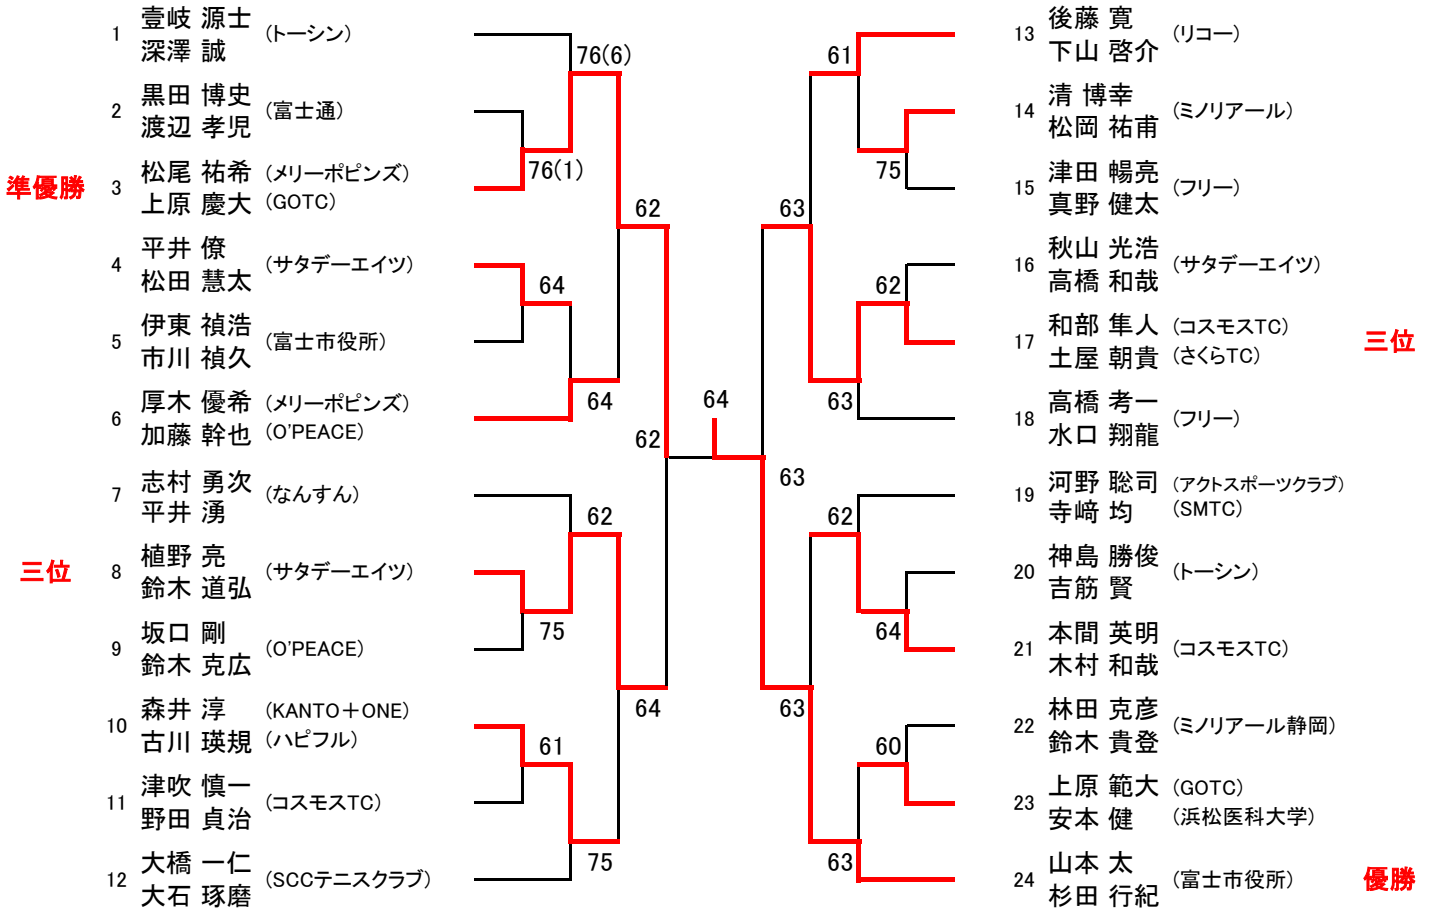 1 壹岐 源士 (トーシン)
深澤 誠
2 黒田 博史 (富士通)
渡辺 孝児
準優勝 3 松尾 祐希 (メリーポピンズ)
上原 慶大 (GOTC)
4 平井 僚 (サタデーエイツ)
松田 慧太
5 伊東 禎浩 (富士市役所)
市川 禎久
6 厚木 優希 (メリーポピンズ)
加藤 幹也 (O'PEACE)
7 志村 勇次 (なんすん)
平井 湧
三位 8 植野 亮 (サタデーエイツ)
鈴木 道弘
9 坂口 剛 (O'PEACE)
鈴木 克広
10 森井 淳 (KANTO+ONE)
古川 瑛規 (ハピフル)
11 津吹 慎一 (コスモスTC)
野田 貞治
12 大橋 一仁 (SCCテニスクラブ)
大石 琢磨
76(6)
76(1)
62
64
64
62
62
75
64
61
75
64
61
75
63
62
63
63
62
64
63
60
63
13 後藤 寛 (リコー)
下山 啓介
14 清 博幸 (ミノリアール)
松岡 祐甫
15 津田 暢亮 (フリー)
真野 健太
16 秋山 光浩 (サタデーエイツ)
高橋 和哉
17 和部 隼人 (コスモスTC) 三位
土屋 朝貴 (さくらTC)
18 高橋 考一 (フリー)
水口 翔龍
19 河野 聡司 (アクトスポーツクラブ)
寺﨑 均 (SMTC)
20 神島 勝俊 (トーシン)
吉筋 賢
21 本間 英明 (コスモスTC)
木村 和哉
22 林田 克彦 (ミノリアール静岡)
鈴木 貴登
23 上原 範大 (GOTC)
安本 健 (浜松医科大学)
24 山本 太 (富士市役所) 優勝
杉田 行紀